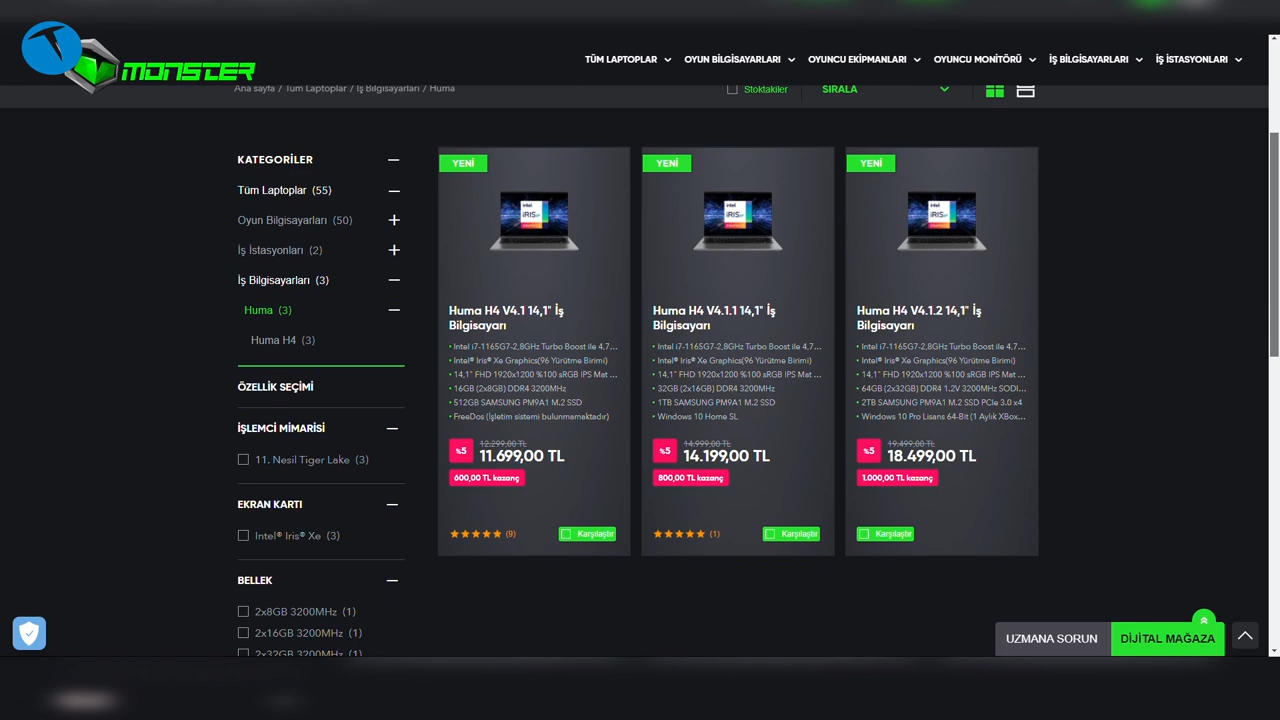 MONSTER
TÜM LAPTOPLAR
OYUN BİLGİSAYARLARI
OYUNCU EKİPMANLARI
OYUNCU MONİTÖRÜ
İŞ BİLGİSAYARLARI
İŞ İSTASYONLARI
Ana sayfa / Tüm Laptoplar / İş Bilgisayarları / Huma
Stoktakiler
SIRALA
KATEGORİLER
Tüm Laptoplar (55)
Oyun Bilgisayarları (50)
İş İstasyonları (2)
İş Bilgisayarları (3)
Huma (3)
Huma H4 (3)
ÖZELLİK SEÇİMİ
İŞLEMCİ MİMARİSİ
11. Nesil Tiger Lake (3)
EKRAN KARTI
Intel® Iris® Xe (3)
BELLEK
2x8GB 3200MHz (1)
2x16GB 3200MHz (1)
2x32GB 3200MHz (1)
YENİ
intel
iRIS
Huma H4 V4.1 14,1" İş
Bilgisayarı
• Intel i7-1165G7-2,8GHz Turbo Boost ile 4,7...
• Intel® Iris® Xe Graphics(96 Yürütme Birimi)
• 14,1" FHD 1920x1200 %100 sRGB IPS Mat ...
• 16GB (2x8GB) DDR4 3200MHz
• 512GB SAMSUNG PM9A1 M.2 SSD
• FreeDos (İşletim sistemi bulunmamaktadır)
%5
12.299,00 TL
11.699,00 TL
600,00 TL kazanç
(9)
Karşılaştır
YENİ
intel
iRIS
Huma H4 V4.1.1 14,1" İş
Bilgisayarı
• Intel i7-1165G7-2,8GHz Turbo Boost ile 4,7...
• Intel® Iris® Xe Graphics(96 Yürütme Birimi)
• 14,1" FHD 1920x1200 %100 sRGB IPS Mat ...
• 32GB (2x16GB) DDR4 3200MHz
• 1TB SAMSUNG PM9A1 M.2 SSD
• Windows 10 Home SL
%5
14.999,00 TL
14.199,00 TL
800,00 TL kazanç
(1)
Karşılaştır
YENİ
intel
iRIS
Huma H4 V4.1.2 14,1" İş
Bilgisayarı
• Intel i7-1165G7-2,8GHz Turbo Boost ile 4,7...
• Intel® Iris® Xe Graphics(96 Yürütme Birimi)
• 14,1" FHD 1920x1200 %100 sRGB IPS Mat ...
• 64GB (2x32GB) DDR4 1.2V 3200MHz SODI...
• 2TB SAMSUNG PM9A1 M.2 SSD PCIe 3.0 x4
• Windows 10 Pro Lisans 64-Bit (1 Aylık XBox...
%5
19.499,00 TL
18.499,00 TL
1.000,00 TL kazanç
Karşılaştır
UZMANA SORUN
DİJİTAL MAĞAZA